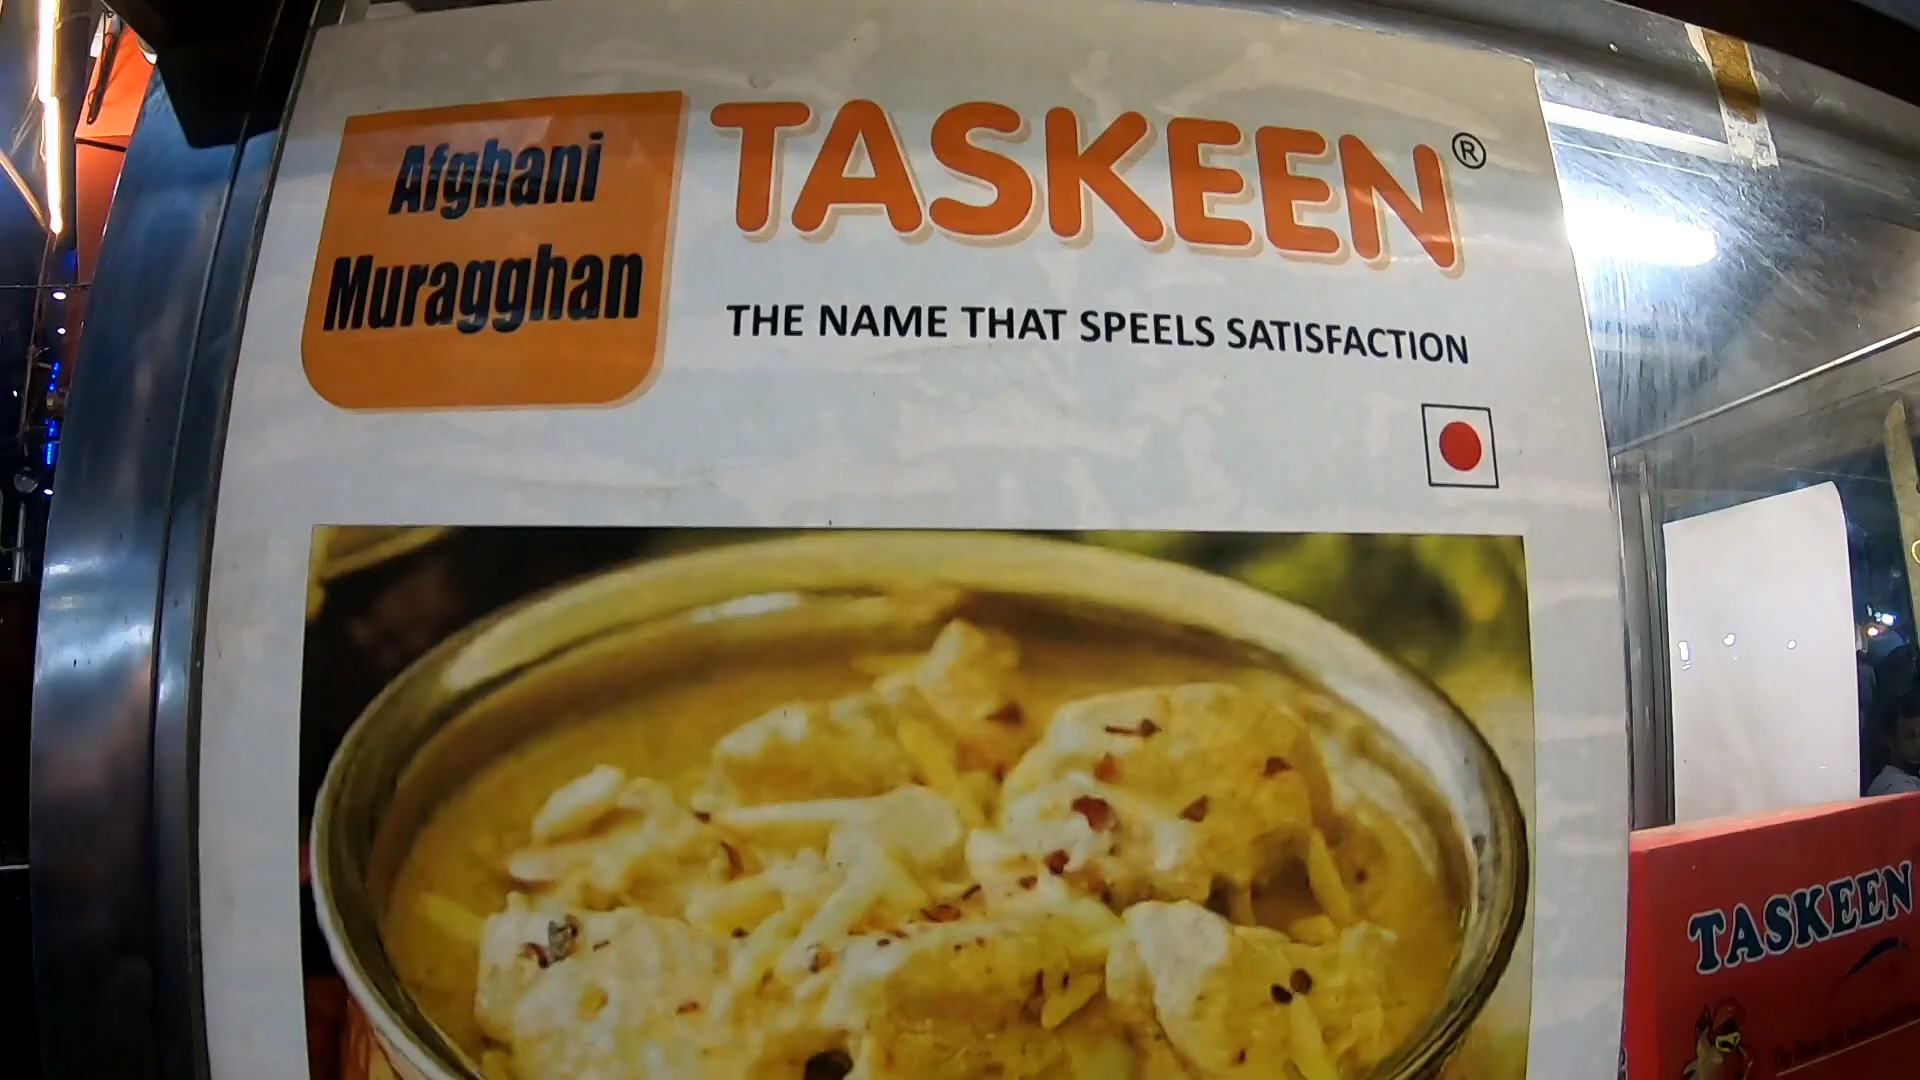 Afghani
Muragghan
TASKEEN®
THE NAME THAT SPEELS SATISFACTION
TASKEEN